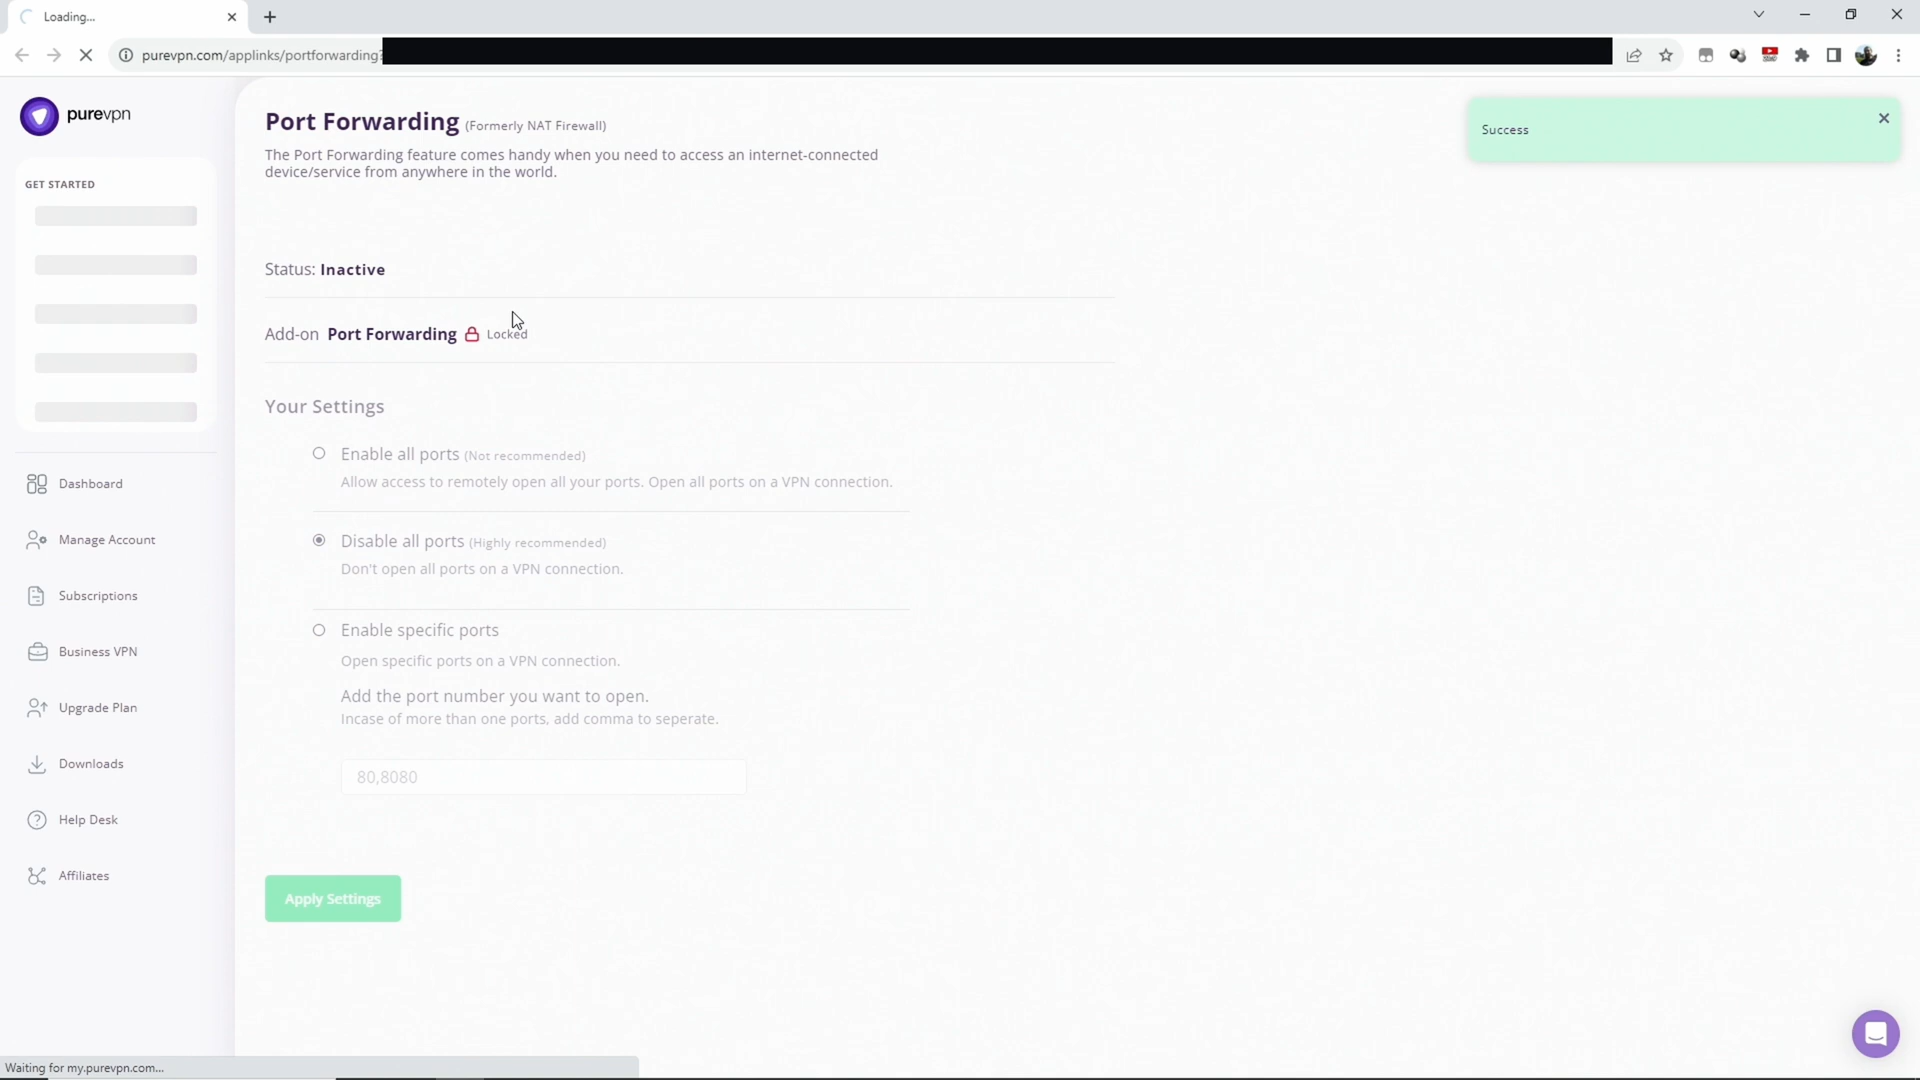 Loading...
purevpn.com/applinks/portforwarding?
purevpn
GET STARTED
Dashboard
Manage Account
Subscriptions
Business VPN
Upgrade Plan
Downloads
Help Desk
Affiliates
Port Forwarding (Formerly NAT Firewall)
The Port Forwarding feature comes handy when you need to access an internet-connected
device/service from anywhere in the world.
Success
Status: Inactive
Add-on Port Forwarding Locked
Your Settings
Enable all ports (Not recommended)
Allow access to remotely open all your ports. Open all ports on a VPN connection.
Disable all ports (Highly recommended)
Don't open all ports on a VPN connection.
Enable specific ports
Open specific ports on a VPN connection.
Add the port number you want to open.
Incase of more than one ports, add comma to seperate.
80,8080
Apply Settings
Waiting for my.purevpn.com...